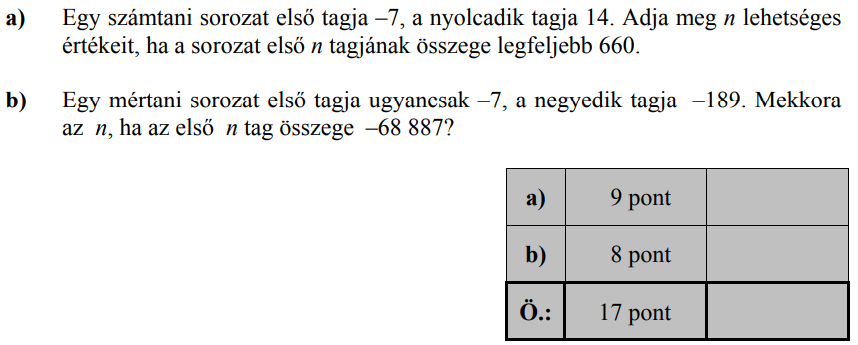 a) Egy számtani sorozat első tagja –7, a nyolcadik tagja 14. Adja meg n lehetséges
értékeit, ha a sorozat első n tagjának összege legfeljebb 660.
b) Egy mértani sorozat első tagja ugyancsak –7, a negyedik tagja –189. Mekkora
az n, ha az első n tag összege –68 887?
a) 9 pont
b) 8 pont
Ö.: 17 pont